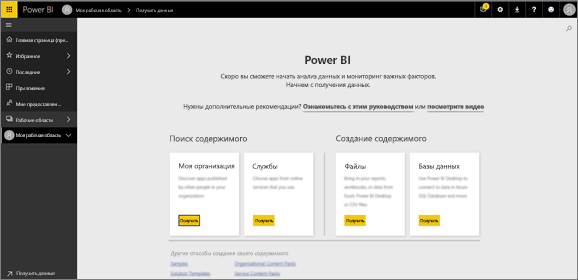 Power BI Моя рабочая область > Получить данные
Главная страница (пре...
Избранное
Последние
Приложения
Мне предоставлен...
Рабочие области
Моя рабочая область
Получить данные
Power BI
Скоро вы сможете начать анализ данных и мониторинг важных факторов.
Начнем с получения данных.
Нужны дополнительные рекомендации? Ознакомьтесь с этим руководством или посмотрите видео
Поиск содержимого
Создание содержимого
Моя организация
Discover apps published
by other people in your
organization
Получить
Службы
Choose apps from online
services that you use
Получить
Файлы
Bring in your reports,
workbooks, or data from
Excel, Power BI Desktop
or CSV files.
Получить
Базы данных
Use Power BI Desktop to
connect to data in Azure
SQL Database and more
Получить
Другие способы создания своего содержимого
Samples
Organizational Content Packs
Solution Templates
Service Content Packs